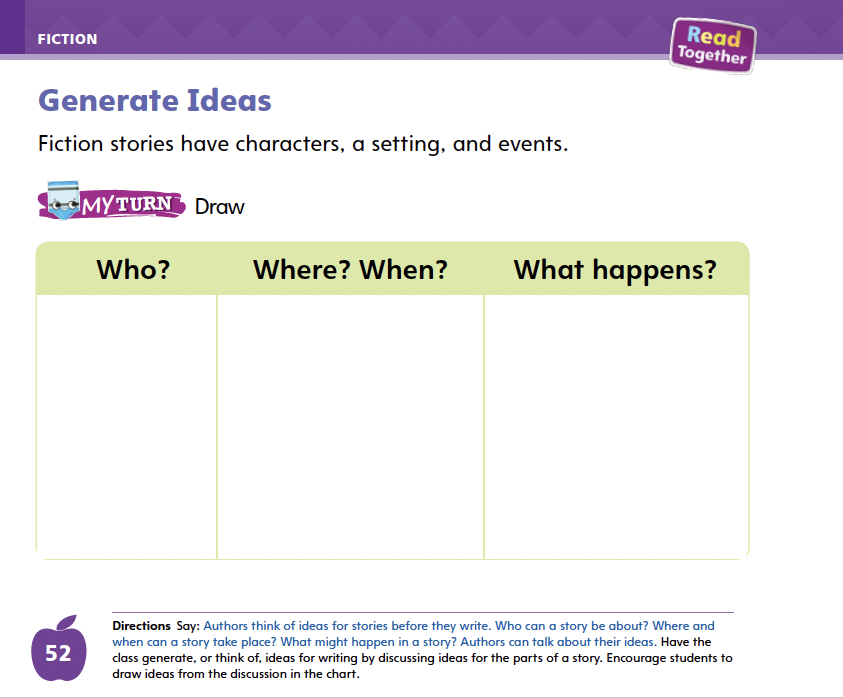 FICTION
Read
Together
Generate Ideas
Fiction stories have characters, a setting, and events.
MY TURN Draw
Who? Where? When? What happens?
52
Directions Say: Authors think of ideas for stories before they write. Who can a story be about? Where and
when can a story take place? What might happen in a story? Authors can talk about their ideas. Have the
class generate, or think of, ideas for writing by discussing ideas for the parts of a story. Encourage students to
draw ideas from the discussion in the chart.